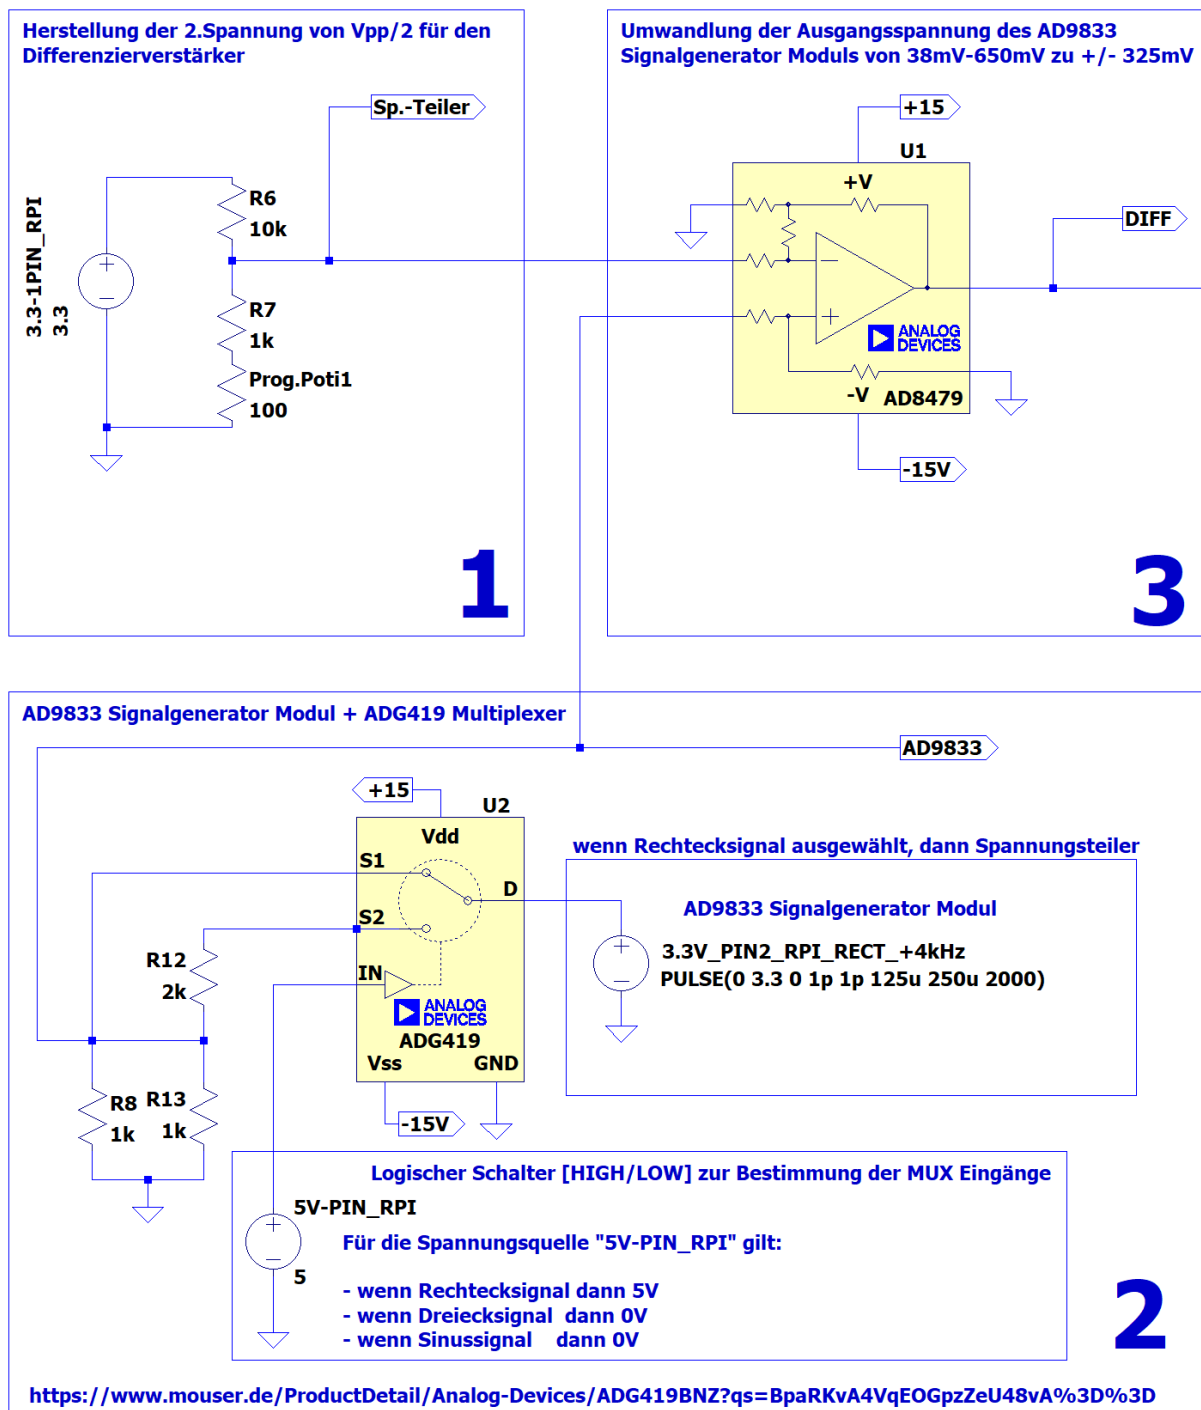 Herstellung der 2.Spannung von Vpp/2 für den
Differenzierverstärker
Sp.-Teiler
3.3-1PIN_RPI
3.3
+
−
R6
10k
R7
1k
Prog.Poti1
100
1
Umwandlung der Ausgangsspannung des AD9833
Signalgenerator Moduls von 38mV-650mV zu +/- 325mV
+15
U1
+V
DIFF
−
+
ANALOG
DEVICES
-V
AD8479
-15V
3
AD9833 Signalgenerator Modul + ADG419 Multiplexer
AD9833
+15
U2
Vdd
S1
D
S2
IN
ANALOG
DEVICES
ADG419
Vss
GND
-15V
R12
2k
R8
1k
R13
1k
wenn Rechtecksignal ausgewählt, dann Spannungsteiler
AD9833 Signalgenerator Modul
+
−
3.3V_PIN2_RPI_RECT_+4kHz
PULSE(0 3.3 0 1p 1p 125u 250u 2000)
Logischer Schalter [HIGH/LOW] zur Bestimmung der MUX Eingänge
5V-PIN_RPI
+
−
5
Für die Spannungsquelle "5V-PIN_RPI" gilt:
- wenn Rechtecksignal dann 5V
- wenn Dreiecksignal dann 0V
- wenn Sinussignal dann 0V
2
https://www.mouser.de/ProductDetail/Analog-Devices/ADG419BNZ?qs=BpaRKvA4VqEOGpzZeU48vA%3D%3D